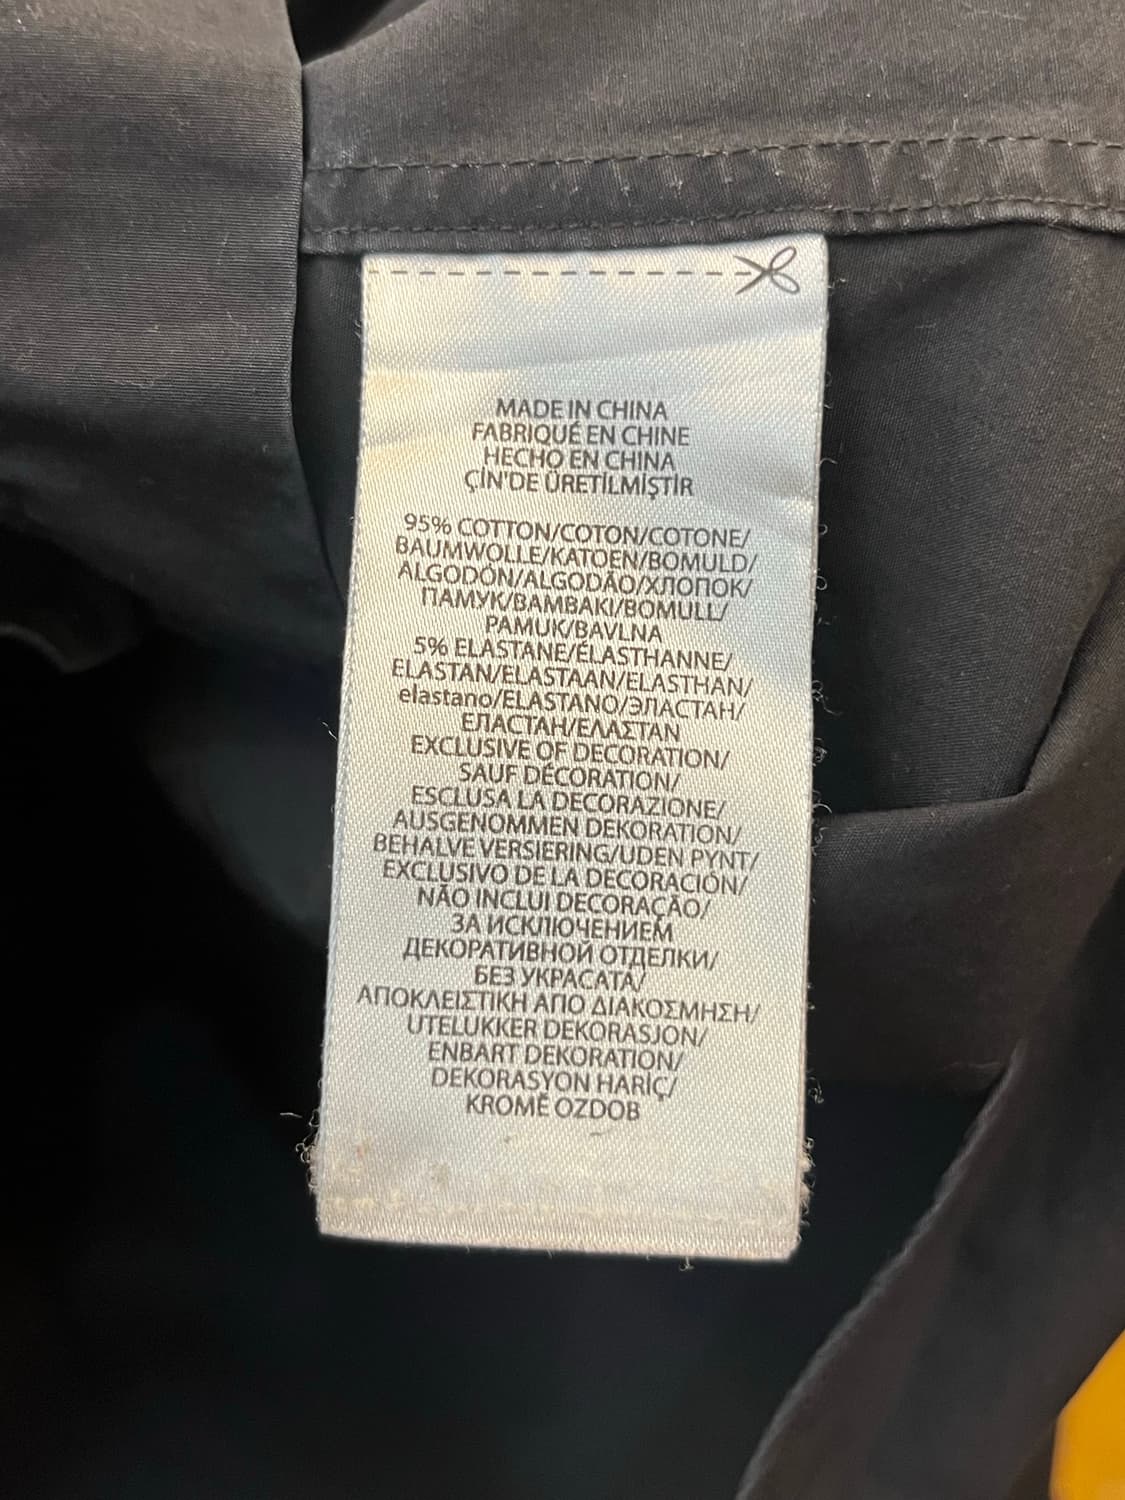 MADE IN CHINA
FABRIQUÉ EN CHINE
HECHO EN CHINA
ÇİN'DE ÜRETİLMİŞTİR
95% COTTON/COTON/COTONE/
BAUMWOLLE/KATOEN/BOMULD/
ALGODÓN/ALGODÃO/ХЛОПОК/
ПАМУК/ΒΑΜΒΑΚΙ/BOMULL/
PAMUK/BAVLNA
5% ELASTANE/ÉLASTHANNE/
ELASTAN/ELASTAAN/ELASTHAN/
elastano/ELASTANO/ЭЛАСТАН/
ЕЛАСТАН/ΕΛΑΣΤΑΝ
EXCLUSIVE OF DECORATION/
SAUF DÉCORATION/
ESCLUSA LA DECORAZIONE/
AUSGENOMMEN DEKORATION/
BEHALVE VERSIERING/UDEN PYNT/
EXCLUSIVO DE LA DECORACIÓN/
NÃO INCLUI DECORAÇÃO/
ЗА ИСКЛЮЧЕНИЕМ
ДЕКОРАТИВНОЙ ОТДЕЛКИ/
БЕЗ УКРАСАТА/
ΑΠΟΚΛΕΙΣΤΙΚΗ ΑΠΟ ΔΙΑΚΟΣΜΗΣΗ/
UTELUKKER DEKORASJON/
ENBART DEKORATION/
DEKORASYON HARİÇ/
KROMĚ OZDOB